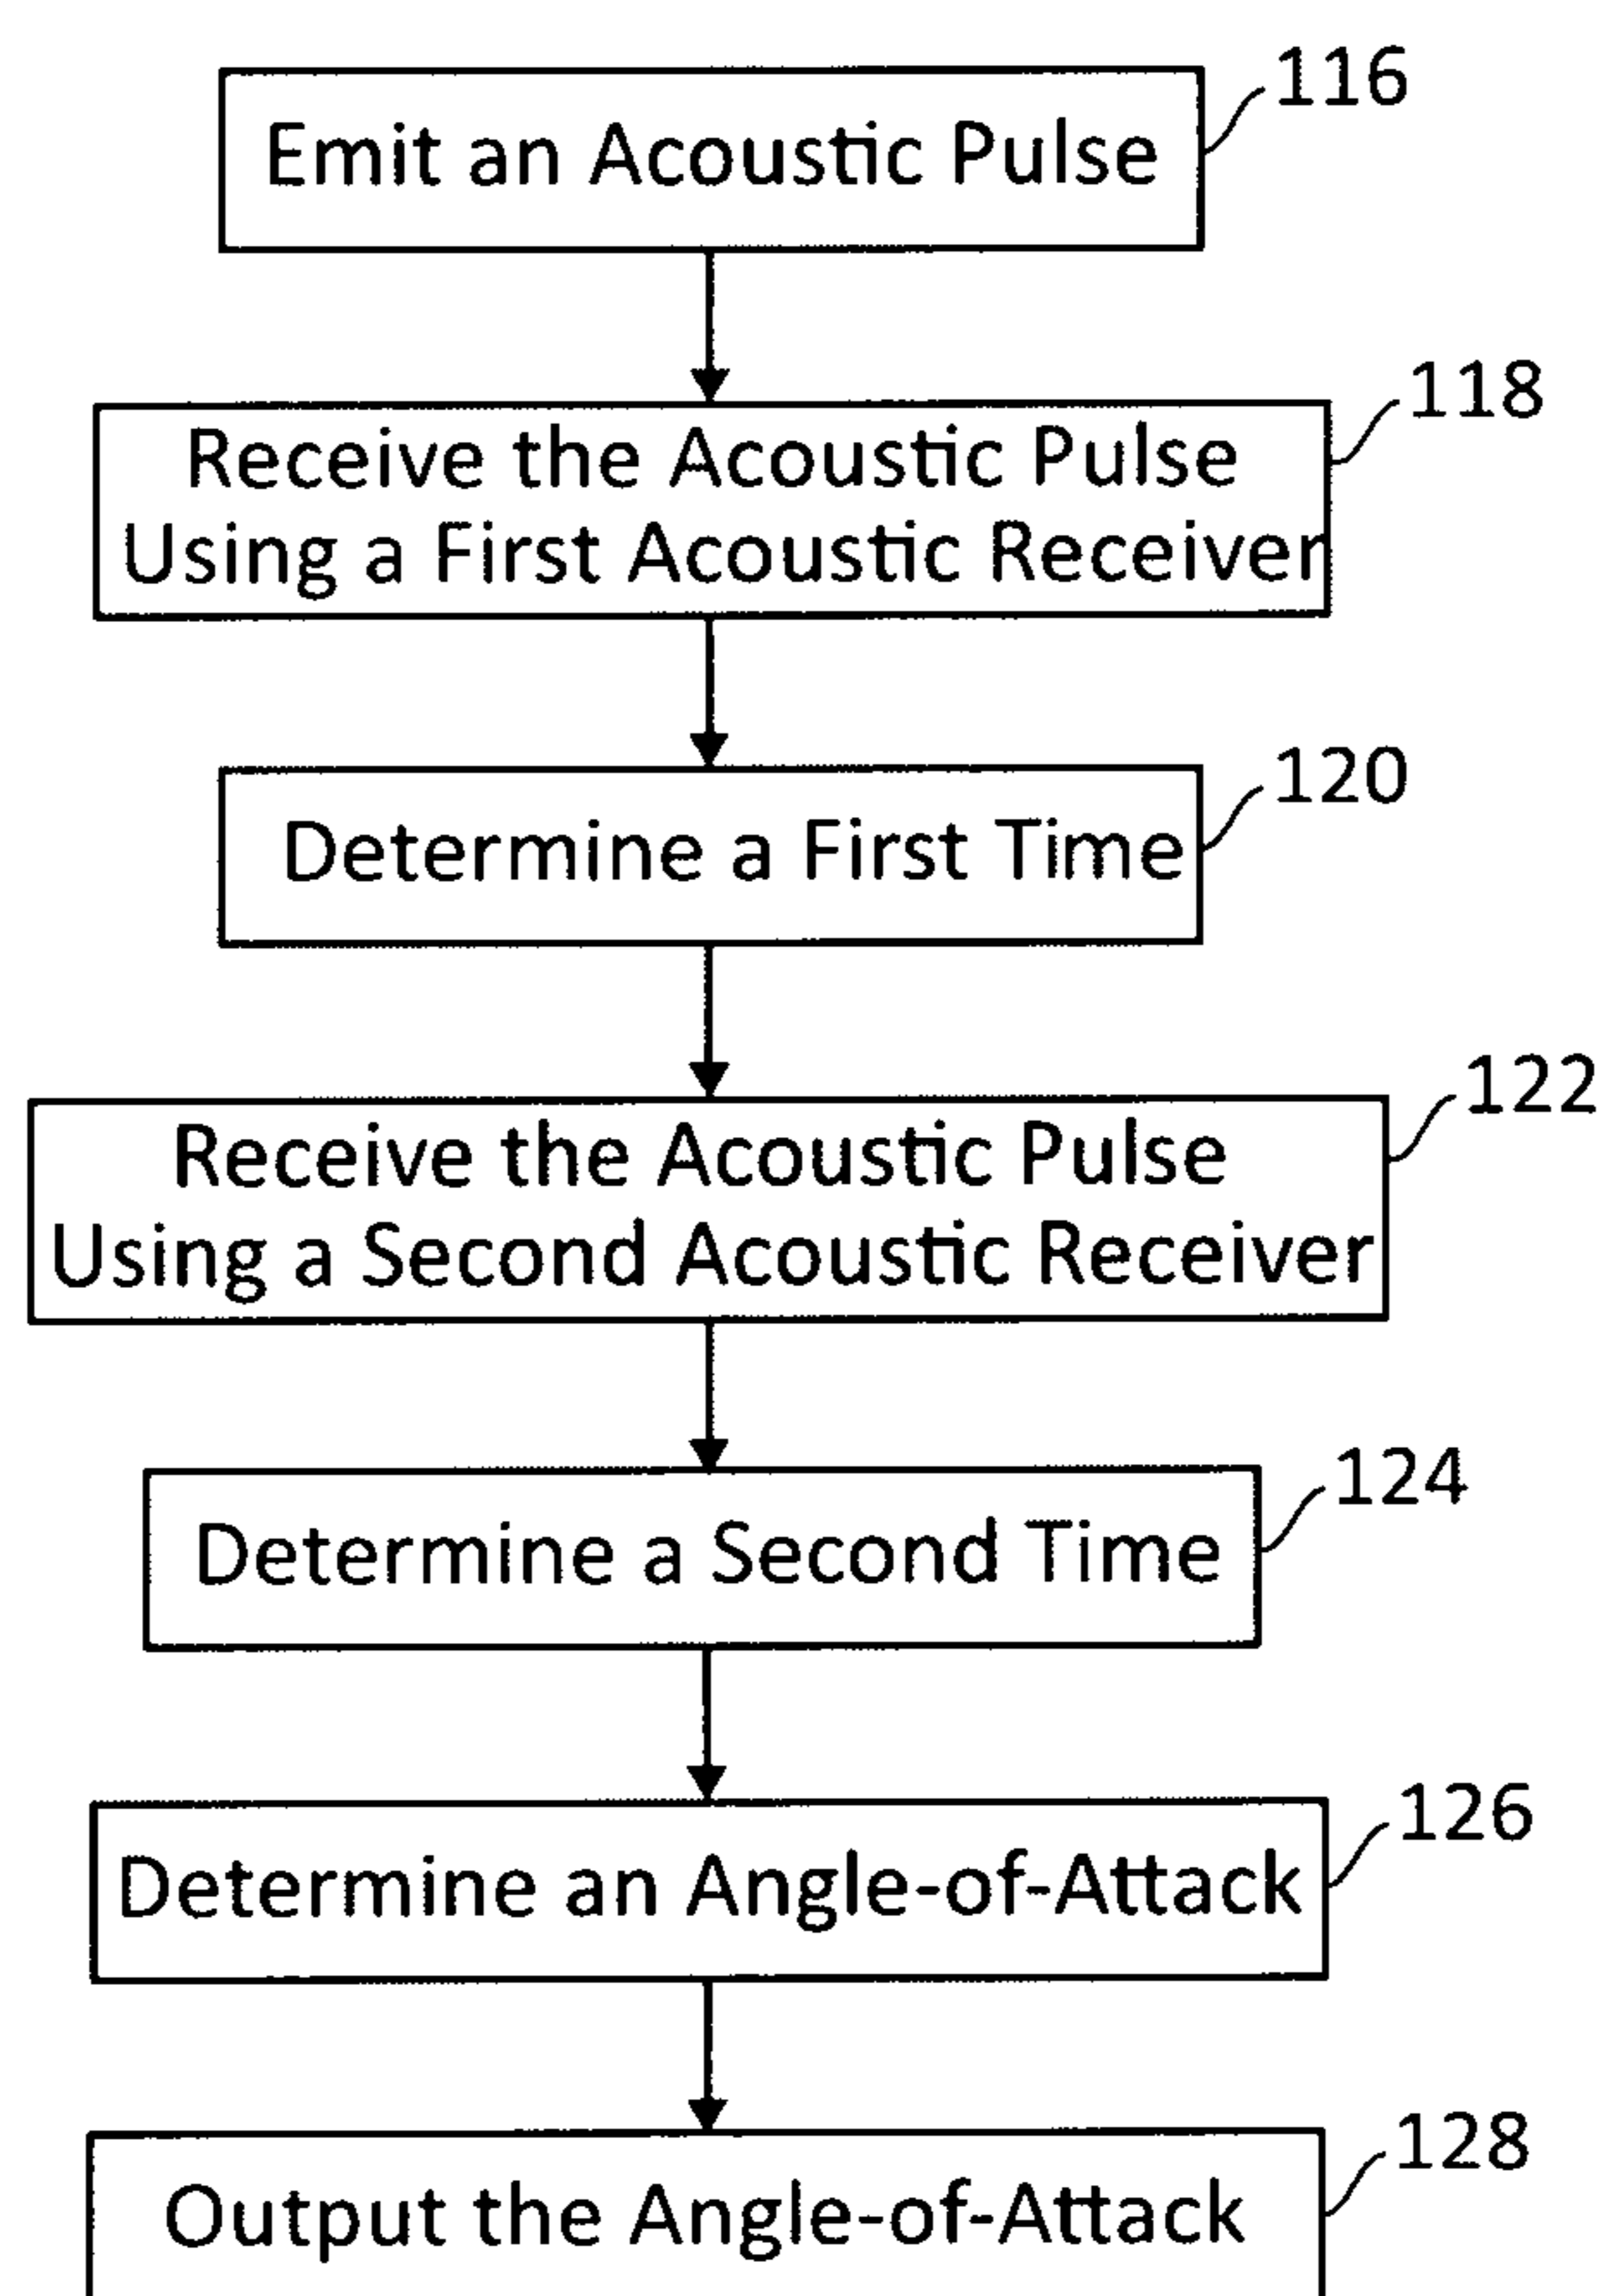 116
Emit an Acoustic Pulse
118
Receive the Acoustic Pulse
Using a First Acoustic Receiver
120
Determine a First Time
122
Receive the Acoustic Pulse
Using a Second Acoustic Receiver
124
Determine a Second Time
126
Determine an Angle-of-Attack
128
Output the Angle-of-Attack